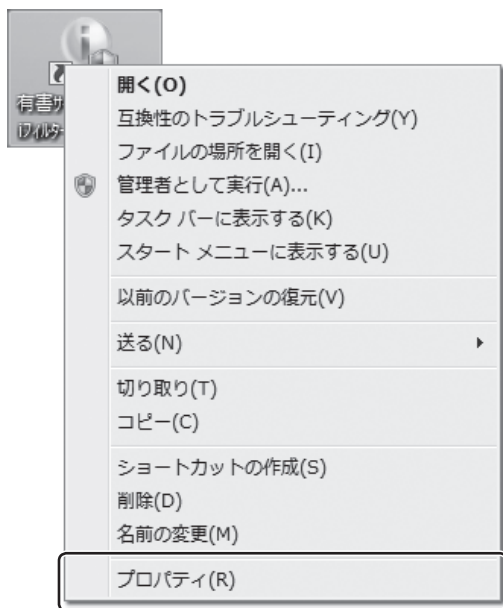 有害サ
iフィルター
開く(O)
互換性のトラブルシューティング(Y)
ファイルの場所を開く(I)
管理者として実行(A)...
タスク バーに表示する(K)
スタート メニューに表示する(U)
以前のバージョンの復元(V)
送る(N)
切り取り(T)
コピー(C)
ショートカットの作成(S)
削除(D)
名前の変更(M)
プロパティ(R)